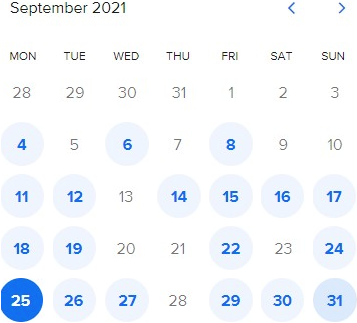 September 2021
MON TUE WED THU FRI SAT SUN
28 29 30 31 1 2 3
4 5 6 7 8 9 10
11 12 13 14 15 16 17
18 19 20 21 22 23 24
25 26 27 28 29 30 31